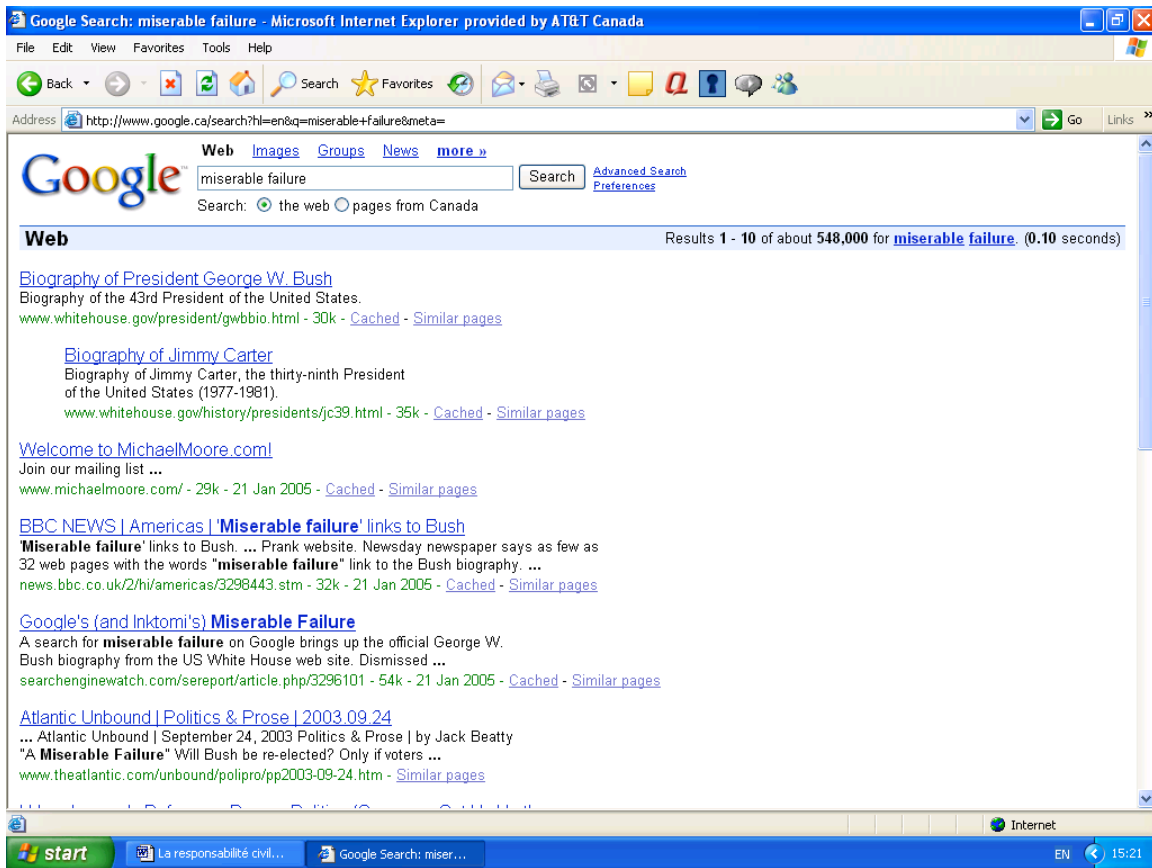 Google Search: miserable failure - Microsoft Internet Explorer provided by AT&T Canada
File Edit View Favorites Tools Help
Back Search Favorites
Address http://www.google.ca/search?hl=en&q=miserable+failure&meta= Go Links »
Web Images Groups News more »
Google™ miserable failure Search Advanced Search
Preferences
Search: the web pages from Canada
Web Results 1 - 10 of about 548,000 for miserable failure. (0.10 seconds)
Biography of President George W. Bush
Biography of the 43rd President of the United States.
www.whitehouse.gov/president/gwbbio.html - 30k - Cached - Similar pages
Biography of Jimmy Carter
Biography of Jimmy Carter, the thirty-ninth President
of the United States (1977-1981).
www.whitehouse.gov/history/presidents/jc39.html - 35k - Cached - Similar pages
Welcome to MichaelMoore.com!
Join our mailing list ...
www.michaelmoore.com/ - 29k - 21 Jan 2005 - Cached - Similar pages
BBC NEWS | Americas | 'Miserable failure' links to Bush
'Miserable failure' links to Bush. ... Prank website. Newsday newspaper says as few as
32 web pages with the words "miserable failure" link to the Bush biography. ...
news.bbc.co.uk/2/hi/americas/3298443.stm - 32k - 21 Jan 2005 - Cached - Similar pages
Google's (and Inktomi's) Miserable Failure
A search for miserable failure on Google brings up the official George W.
Bush biography from the US White House web site. Dismissed ...
searchenginewatch.com/sereport/article.php/3296101 - 54k - 21 Jan 2005 - Cached - Similar pages
Atlantic Unbound | Politics & Prose | 2003.09.24
... Atlantic Unbound | September 24, 2003 Politics & Prose | by Jack Beatty
"A Miserable Failure" Will Bush be re-elected? Only if voters ...
www.theatlantic.com/unbound/polipro/pp2003-09-24.htm - Similar pages
Internet
start La responsabilité civil... Google Search: miser... EN 15:21